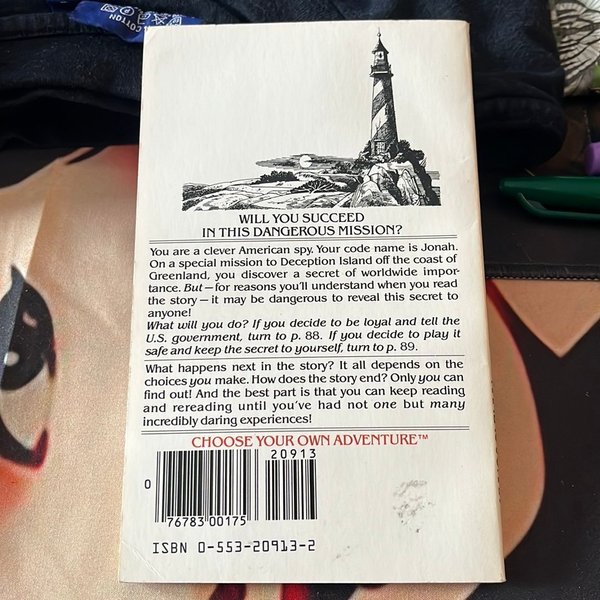 COTTON
WILL YOU SUCCEED
IN THIS DANGEROUS MISSION?
You are a clever American spy. Your code name is Jonah.
On a special mission to Deception Island off the coast of
Greenland, you discover a secret of worldwide impor-
tance. But—for reasons you'll understand when you read
the story—it may be dangerous to reveal this secret to
anyone!
What will you do? If you decide to be loyal and tell the
U.S. government, turn to p. 88. If you decide to play it
safe and keep the secret to yourself, turn to p. 89.
What happens next in the story? It all depends on the
choices you make. How does the story end? Only you can
find out! And the best part is that you can keep reading
and rereading until you've had not one but many
incredibly daring experiences!
CHOOSE YOUR OWN ADVENTURE™
20913
0
76783 00175
ISBN 0-553-20913-2